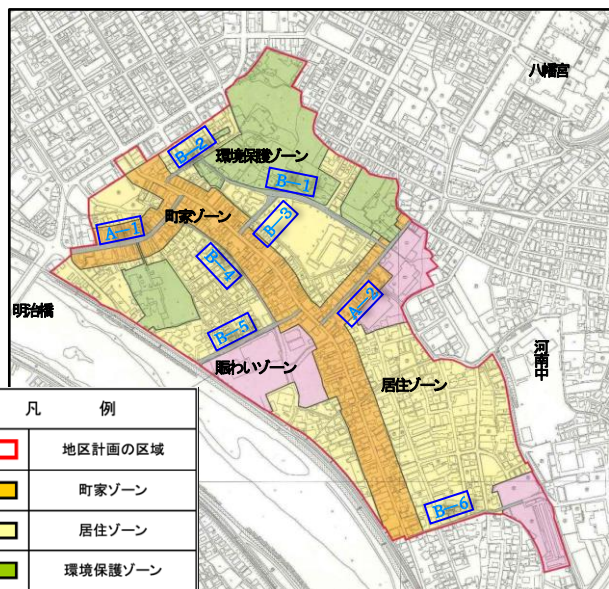 八幡宮
B-2
環境保護ゾーン
B-1
町家ゾーン
A-1
B-3
B-4
明治橋
A-2
B-5
賑わいゾーン
河南中
居住ゾーン
B-6
凡 例
地区計画の区域
町家ゾーン
居住ゾーン
環境保護ゾーン